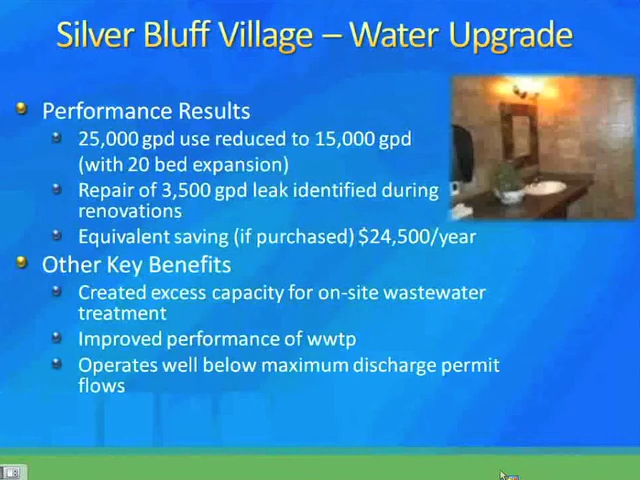 Silver Bluff Village – Water Upgrade
Performance Results
25,000 gpd use reduced to 15,000 gpd
(with 20 bed expansion)
Repair of 3,500 gpd leak identified during
renovations
Equivalent saving (if purchased) $24,500/year
Other Key Benefits
Created excess capacity for on-site wastewater
treatment
Improved performance of wwtp
Operates well below maximum discharge permit
flows